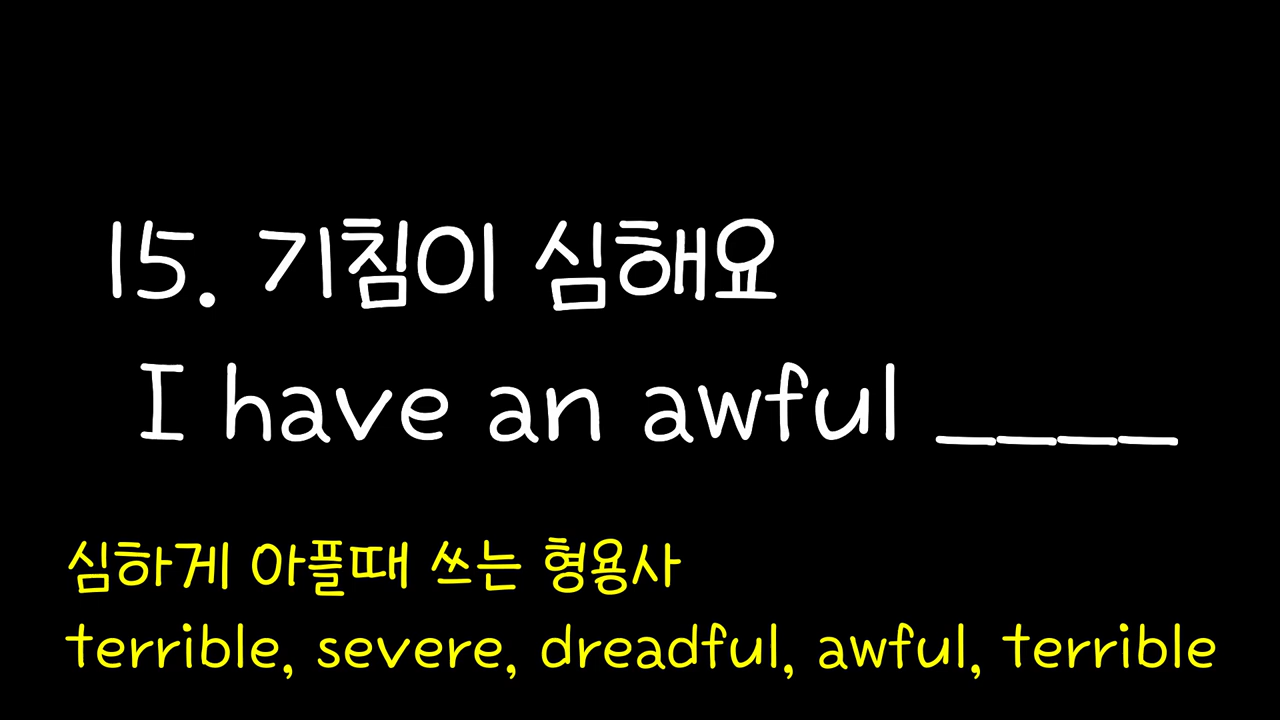 15. 기침이 심해요
I have an awful ____
심하게 아플때 쓰는 형용사
terrible, severe, dreadful, awful, terrible